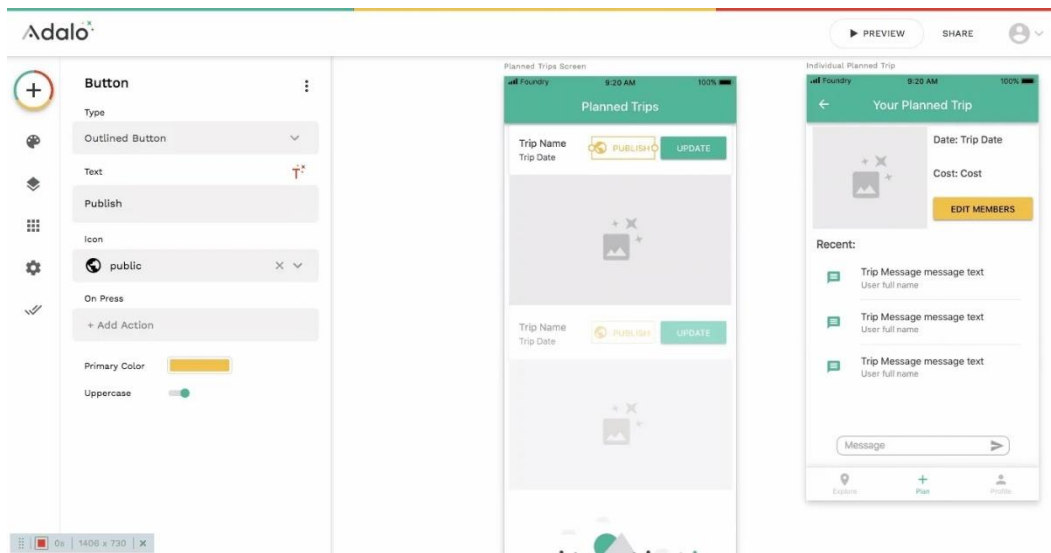 Adalo
PREVIEW
SHARE
Button
Type
Outlined Button
Text
Publish
Icon
public
On Press
+ Add Action
Primary Color
Uppercase
0s | 1406 x 730 | x
Planned Trips Screen
Foundry 9:20 AM 100%
Planned Trips
Trip Name
Trip Date
PUBLISH
UPDATE
Trip Name
Trip Date
PUBLISH
UPDATE
Individual Planned Trip
Foundry 9:20 AM 100%
Your Planned Trip
Date: Trip Date
Cost: Cost
EDIT MEMBERS
Recent:
Trip Message message text
User full name
Trip Message message text
User full name
Trip Message message text
User full name
Message
Explore
Plan
Profile